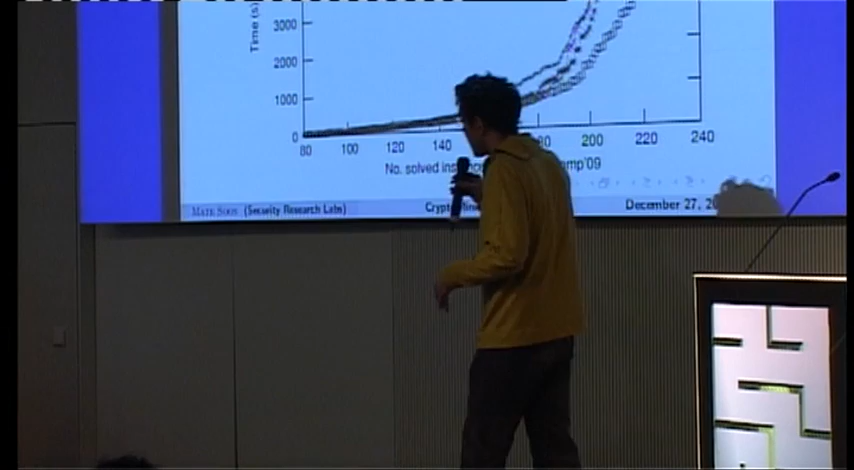 Time (s)
3000
2000
1000
0
80 100 120 140 180 200 220 240
No. solved
Mate Soos (Security Research Labs)
December 27, 20